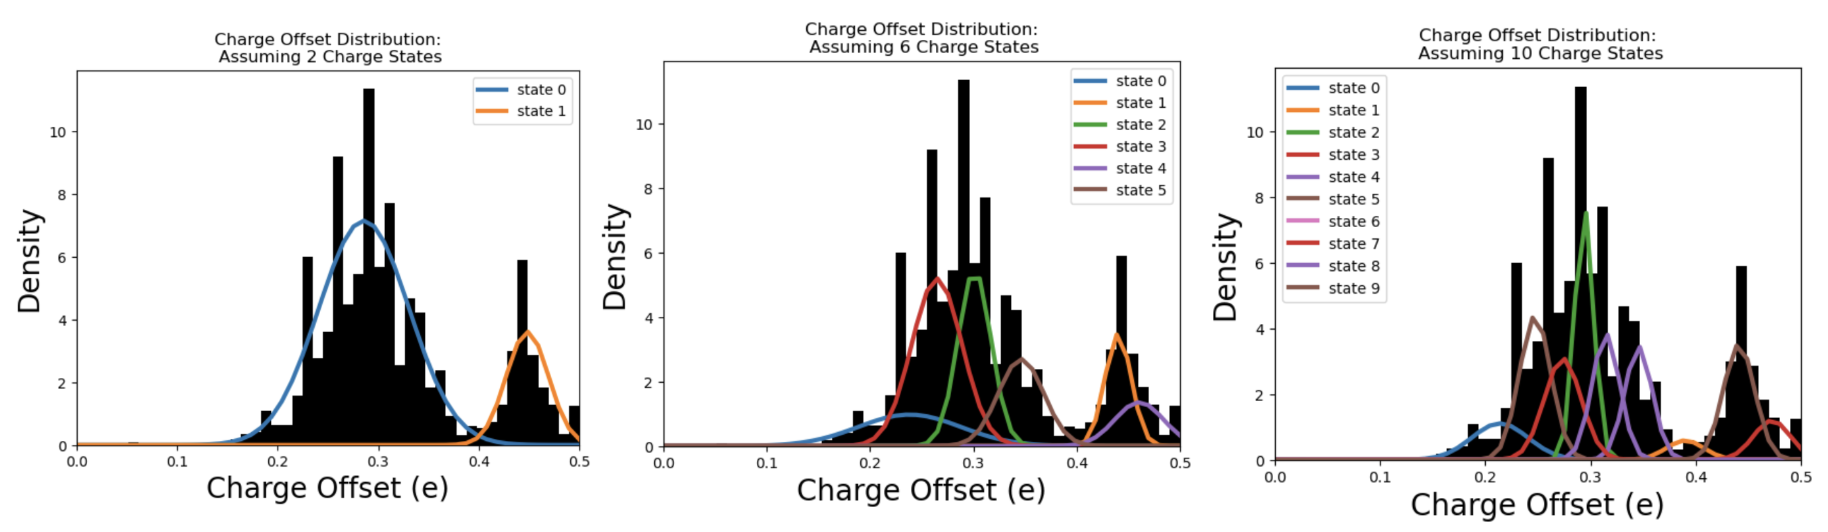 Charge Offset Distribution:
Assuming 2 Charge States
state 0
state 1
10
8
6
4
2
0
Density
0.0 0.1 0.2 0.3 0.4 0.5
Charge Offset (e)
Charge Offset Distribution:
Assuming 6 Charge States
state 0
state 1
state 2
state 3
state 4
state 5
10
8
6
4
2
0
Density
0.0 0.1 0.2 0.3 0.4 0.5
Charge Offset (e)
Charge Offset Distribution:
Assuming 10 Charge States
state 0
state 1
state 2
state 3
state 4
state 5
state 6
state 7
state 8
state 9
10
8
6
4
2
0
Density
0.0 0.1 0.2 0.3 0.4 0.5
Charge Offset (e)